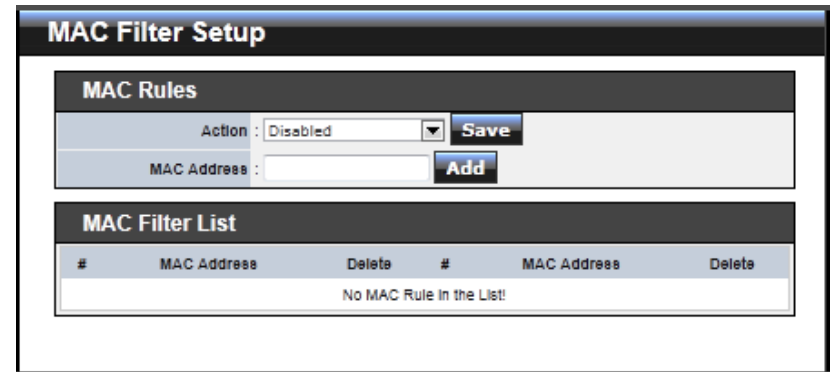 MAC Filter Setup
MAC Rules
Action : Disabled Save
MAC Address : Add
MAC Filter List
# MAC Address Delete # MAC Address Delete
No MAC Rule in the List!